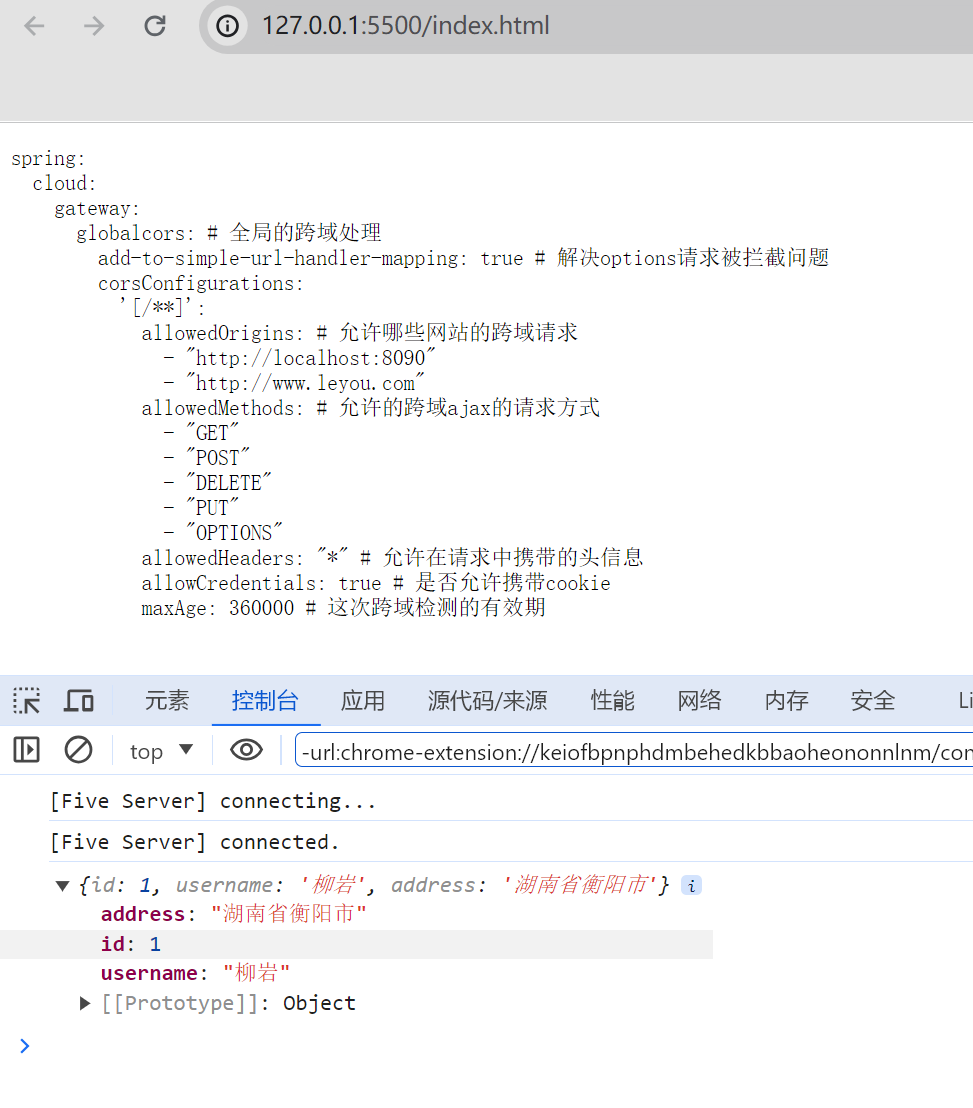 127.0.0.1:5500/index.html
spring:
  cloud:
    gateway:
      globalcors: # 全局的跨域处理
        add-to-simple-url-handler-mapping: true # 解决options请求被拦截问题
        corsConfigurations:
          '[/**]':
            allowedOrigins: # 允许哪些网站的跨域请求
              - "http://localhost:8090"
              - "http://www.leyou.com"
            allowedMethods: # 允许的跨域ajax的请求方式
              - "GET"
              - "POST"
              - "DELETE"
              - "PUT"
              - "OPTIONS"
            allowedHeaders: "*" # 允许在请求中携带的头信息
            allowCredentials: true # 是否允许携带cookie
            maxAge: 360000 # 这次跨域检测的有效期
元素 控制台 应用 源代码/来源 性能 网络 内存 安全 Li
top -url:chrome-extension://keiofbpnphdmbehedkbbaoheononnlnm/con
[Five Server] connecting...
[Five Server] connected.
{id: 1, username: '柳岩', address: '湖南省衡阳市'}
address: "湖南省衡阳市"
id: 1
username: "柳岩"
[[Prototype]]: Object